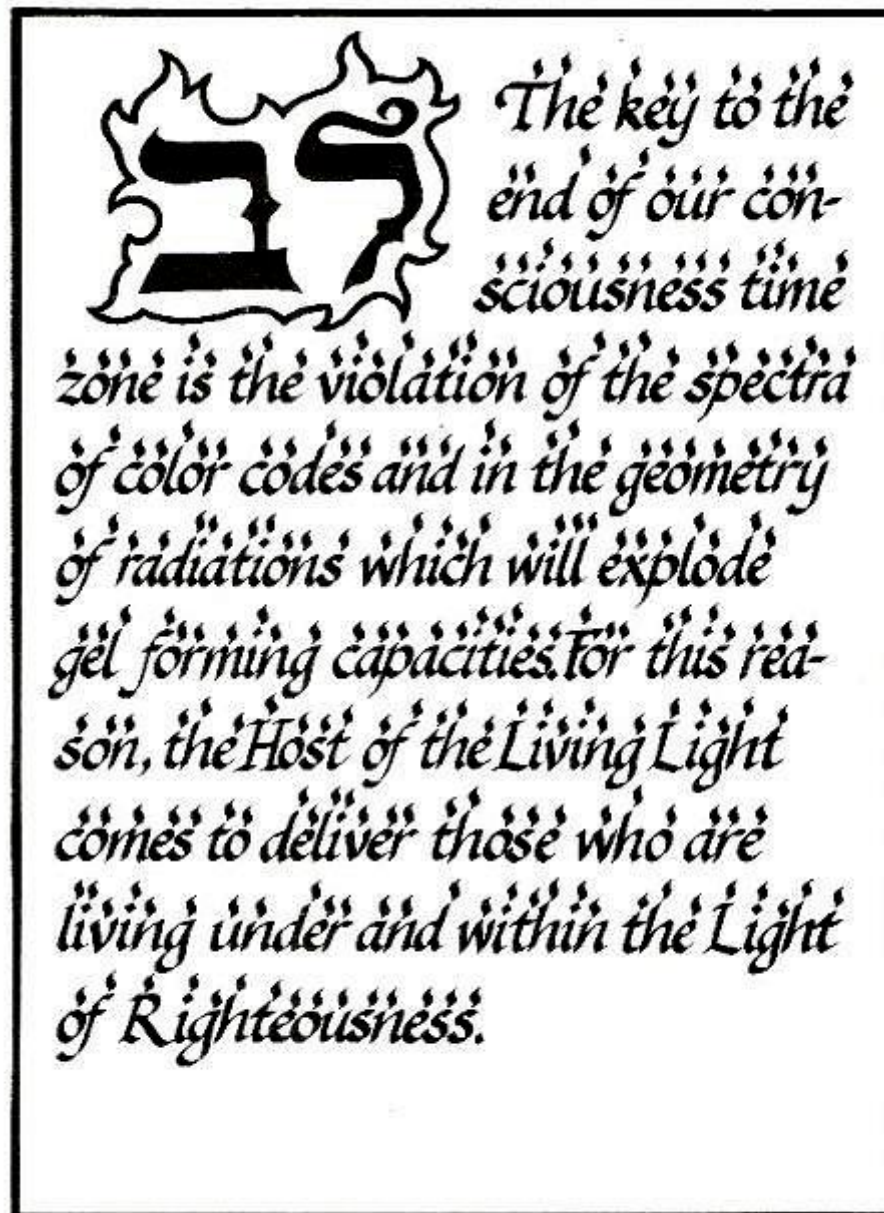 לב
The key to the
end of our con-
sciousness time
zone is the violation of the spectra
of color codes and in the geometry
of radiations which will explode
gel forming capacities. For this rea-
son, the Host of the Living Light
comes to deliver those who are
living under and within the Light
of Righteousness.